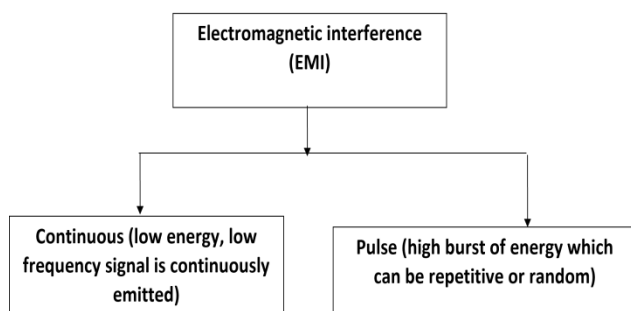 Electromagnetic interference
(EMI)
Continuous (low energy, low
frequency signal is continuously
emitted)
Pulse (high burst of energy which
can be repetitive or random)